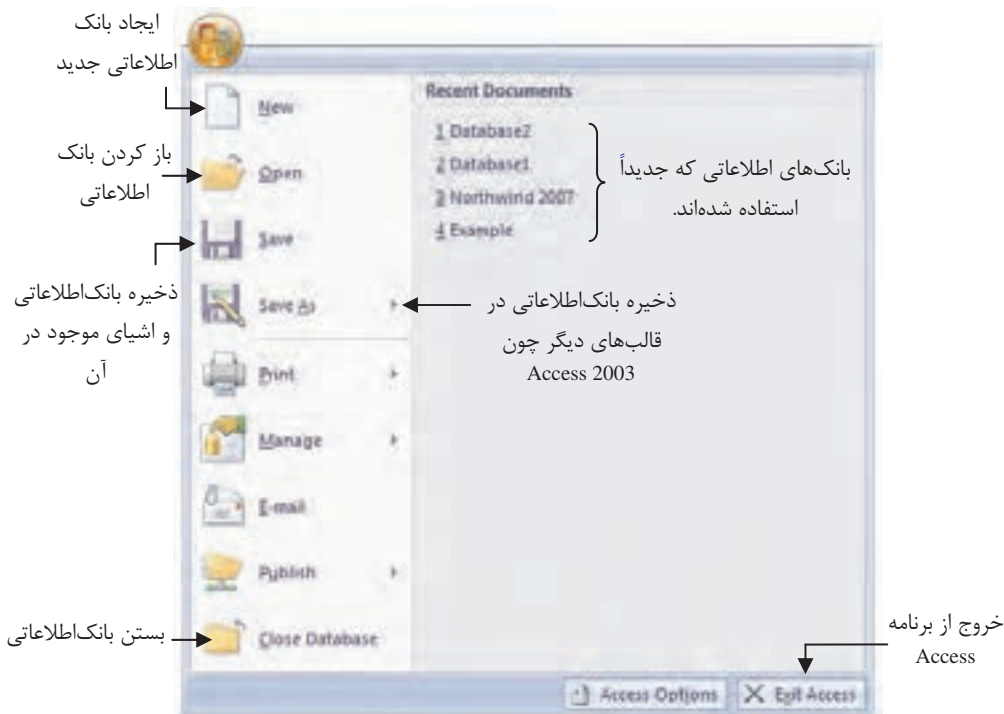 ایجاد بانک
اطلاعاتی جدید
New
Recent Documents
1 Database2
2 Database1
3 Northwind 2007
4 Example
بانک‌های اطلاعاتی که جدیداً
استفاده شده‌اند.
باز کردن بانک
اطلاعاتی
Open
Save
ذخیره بانک‌اطلاعاتی
و اشیای موجود در
آن
Save As
ذخیره بانک‌اطلاعاتی در
قالب‌های دیگر چون
Access 2003
Print
Manage
E-mail
Publish
بستن بانک‌اطلاعاتی
Close Database
خروج از برنامه
Access
Access Options
Exit Access